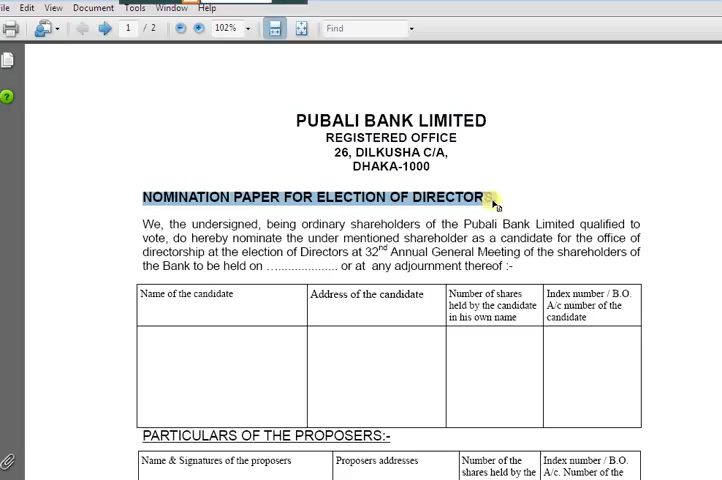 File Edit View Document Tools Window Help
1 / 2 102% Find
PUBALI BANK LIMITED
REGISTERED OFFICE
26, DILKUSHA C/A,
DHAKA-1000
NOMINATION PAPER FOR ELECTION OF DIRECTORS
We, the undersigned, being ordinary shareholders of the Pubali Bank Limited qualified to
vote, do hereby nominate the under mentioned shareholder as a candidate for the office of
directorship at the election of Directors at 32nd Annual General Meeting of the shareholders of
the Bank to be held on …................... or at any adjournment thereof :-
Name of the candidate
Address of the candidate
Number of shares
held by the candidate
in his own name
Index number / B.O.
A/c number of the
candidate
PARTICULARS OF THE PROPOSERS:-
Name & Signatures of the proposers
Proposers addresses
Number of the
shares held by the
Index number / B.O.
A/c. Number of the